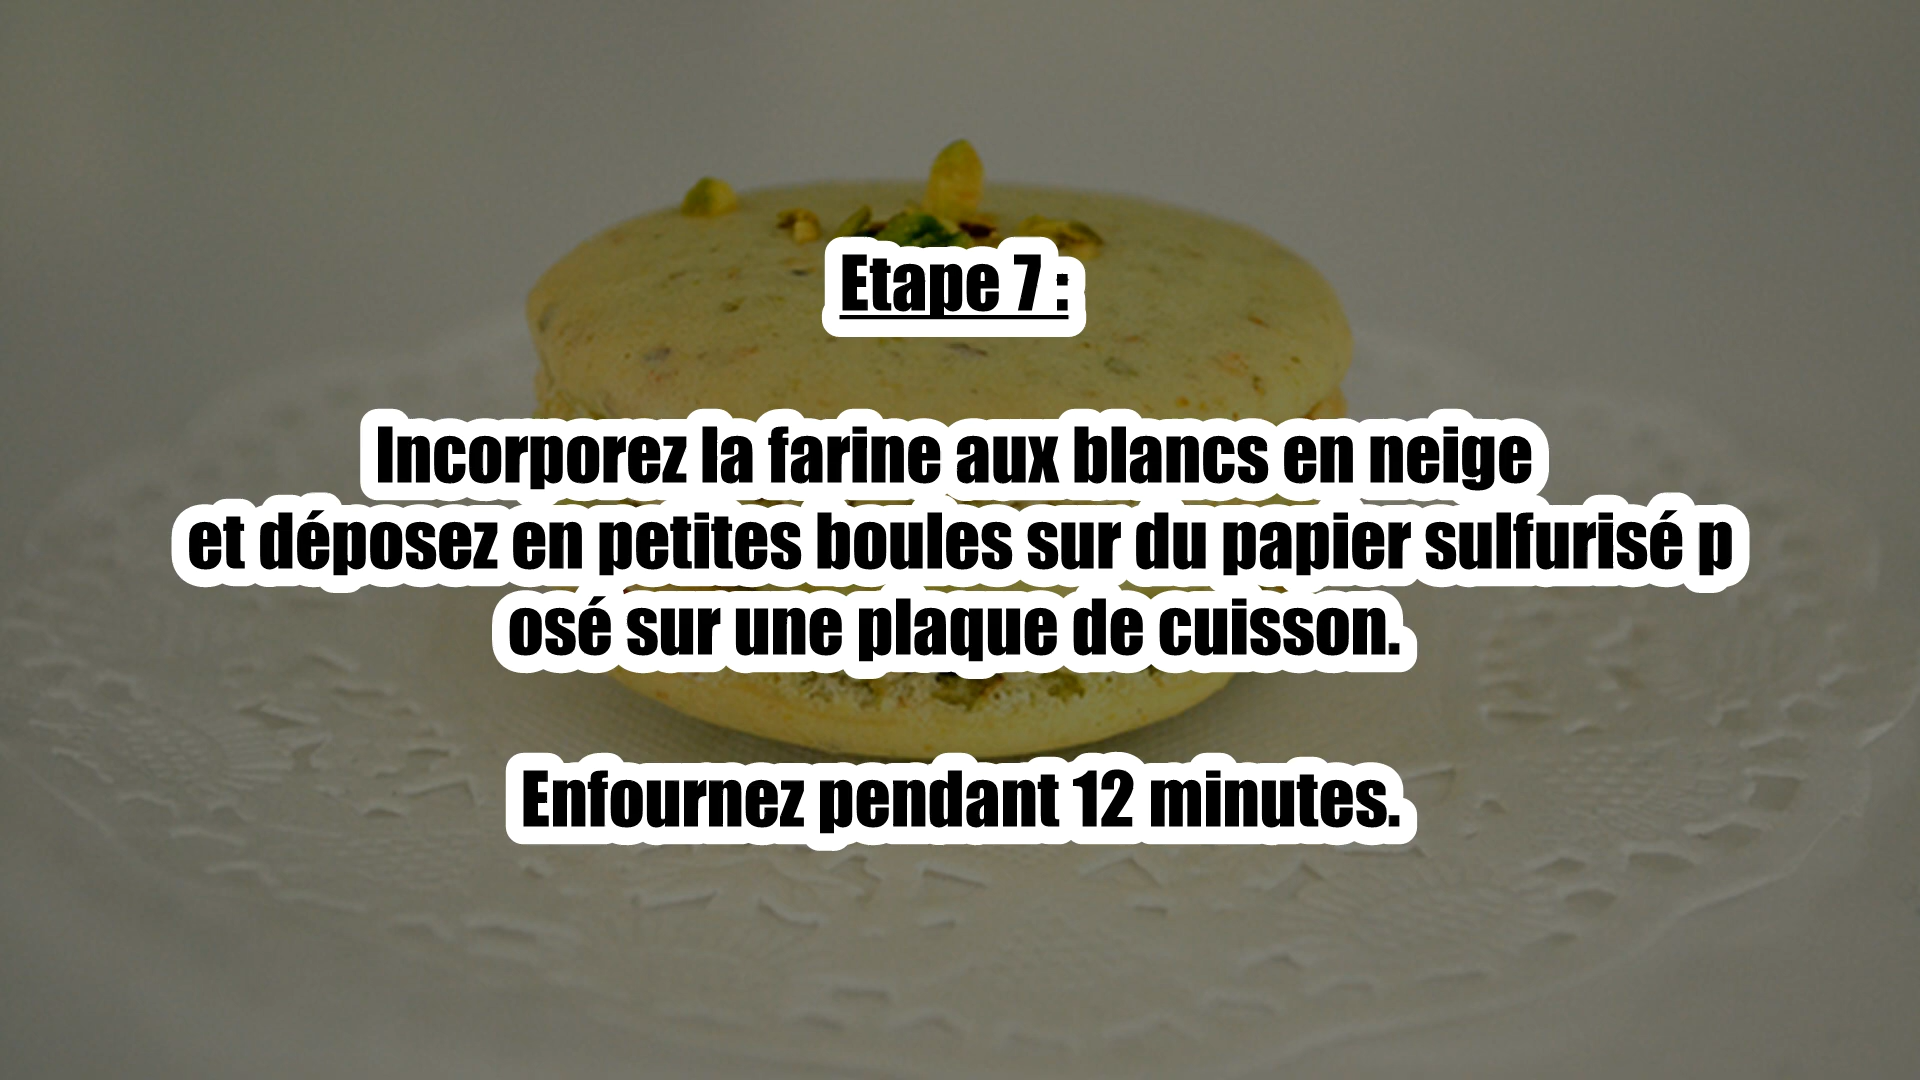 Etape 7 :
Incorporez la farine aux blancs en neige
et déposez en petites boules sur du papier sulfurisé p
osé sur une plaque de cuisson.
Enfournez pendant 12 minutes.